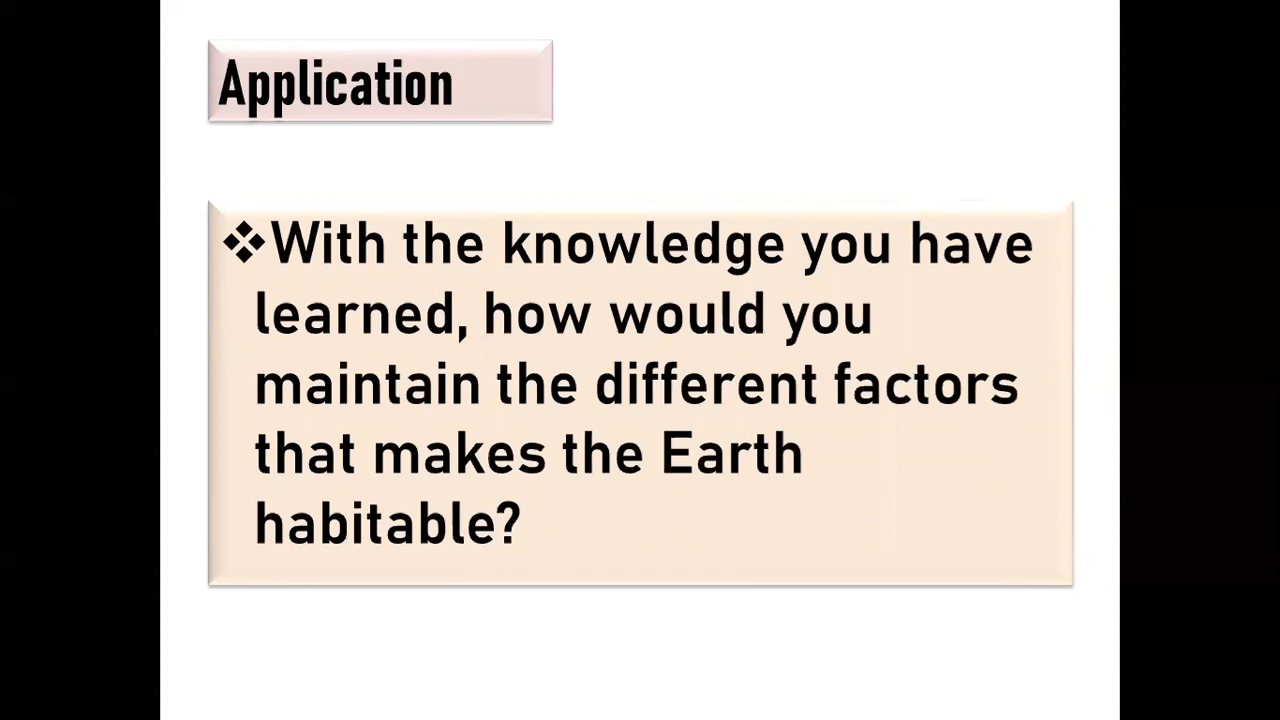 Application
❖With the knowledge you have
learned, how would you
maintain the different factors
that makes the Earth
habitable?